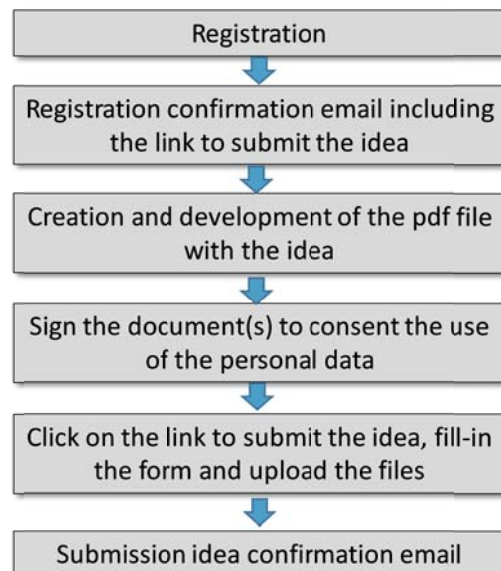 Registration
Registration confirmation email including
the link to submit the idea
Creation and development of the pdf file
with the idea
Sign the document(s) to consent the use
of the personal data
Click on the link to submit the idea, fill-in
the form and upload the files
Submission idea confirmation email